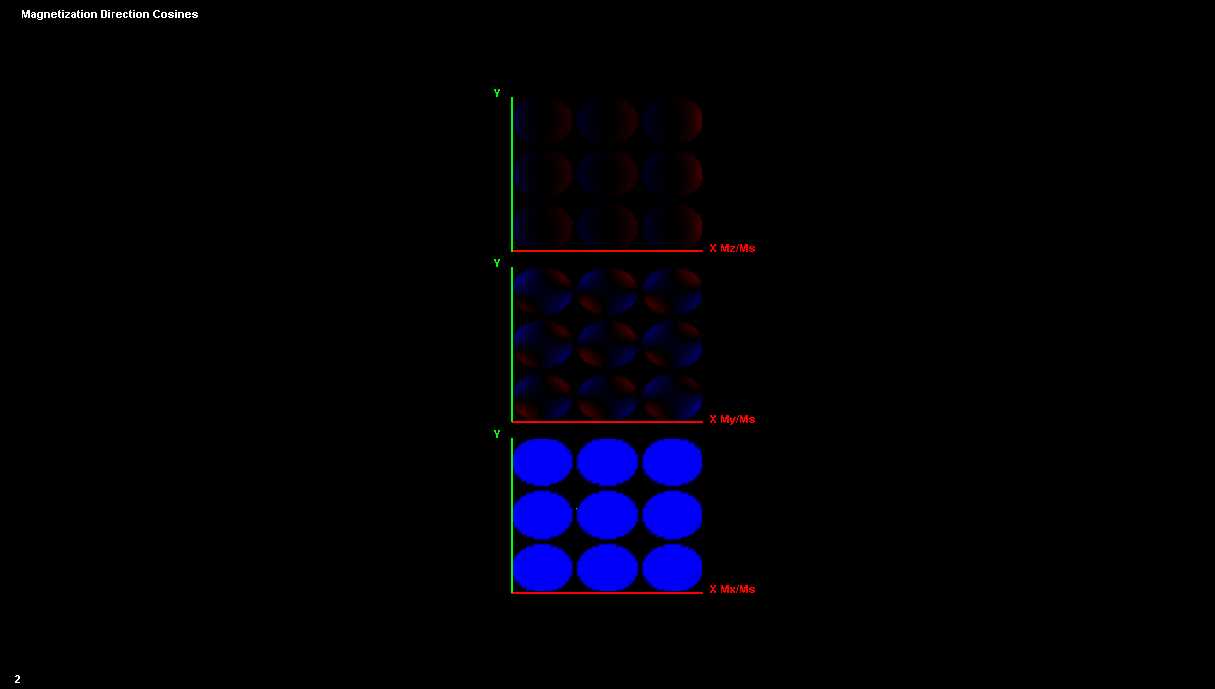 Magnetization Direction Cosines
Y
X Mz/Ms
Y
X My/Ms
Y
X Mx/Ms
2